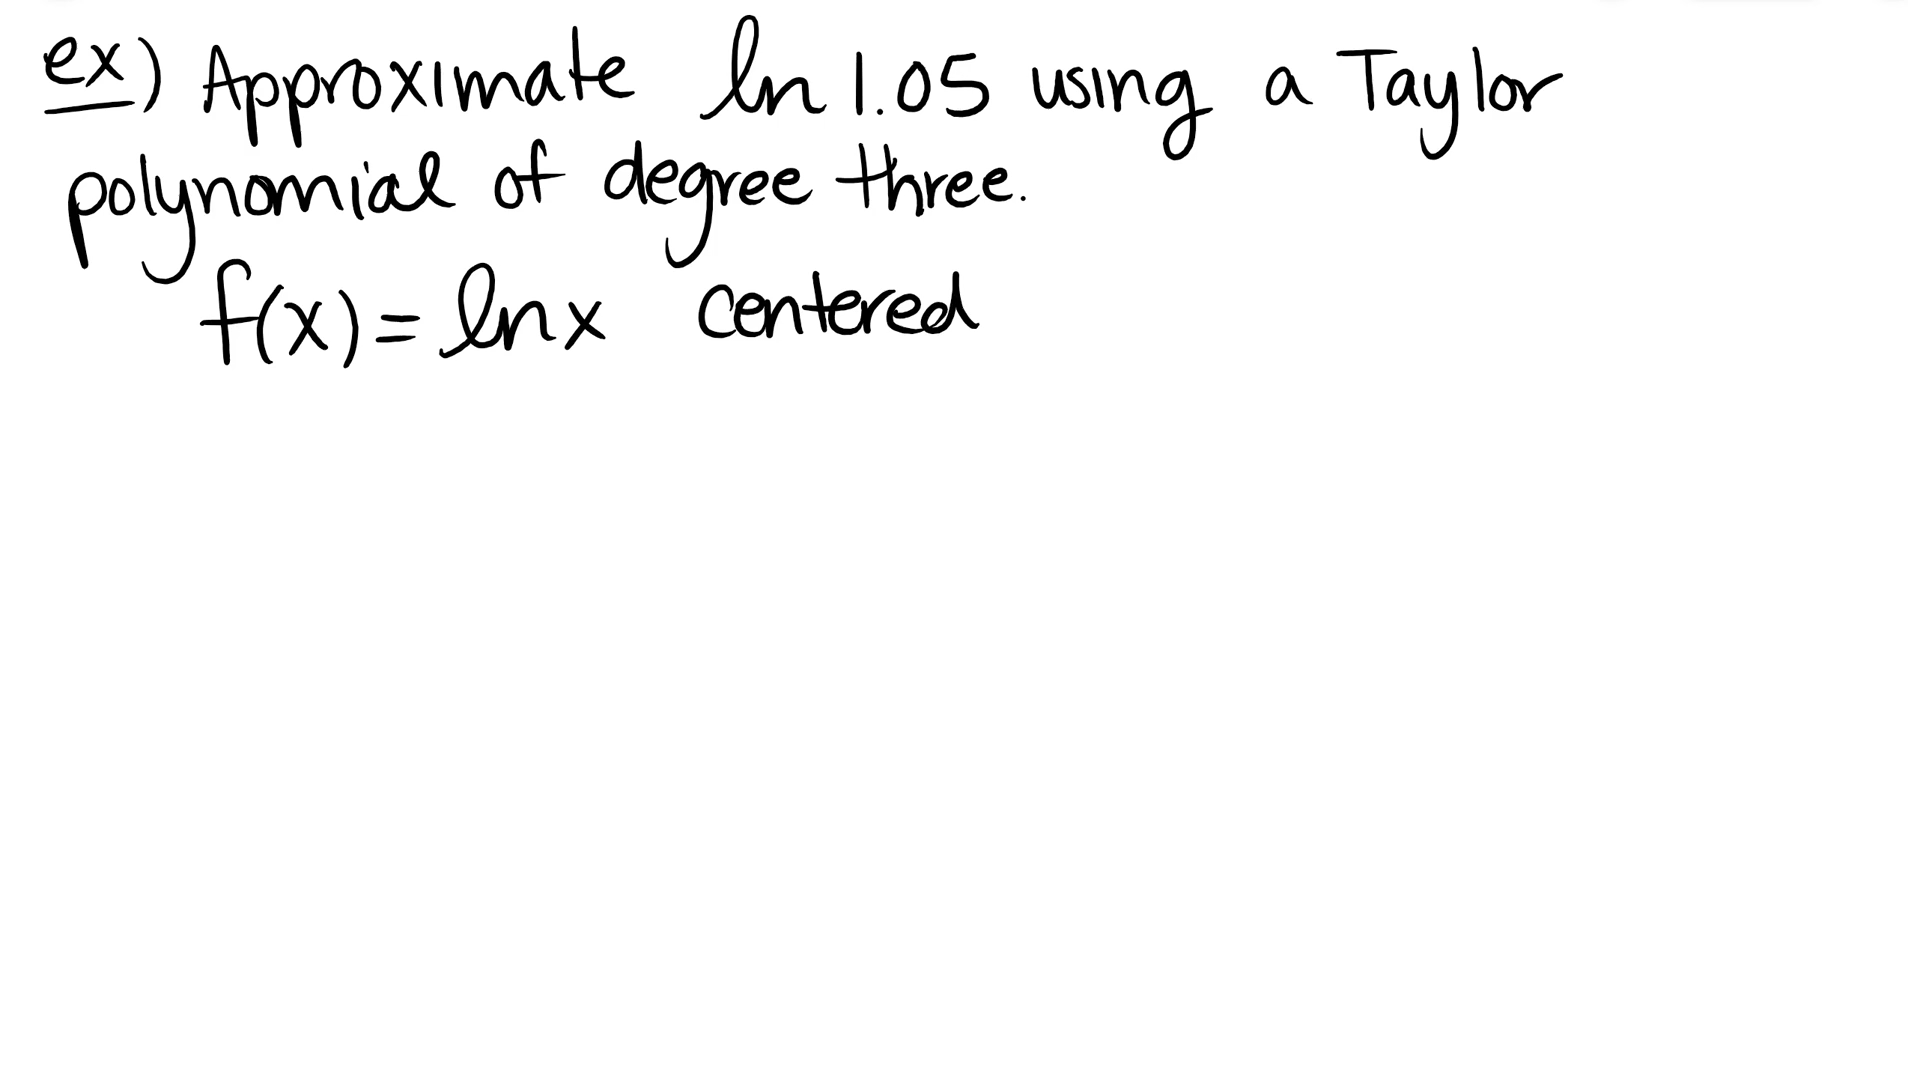 ex) Approximate ln 1.05 using a Taylor
polynomial of degree three.
f(x) = ln x centered